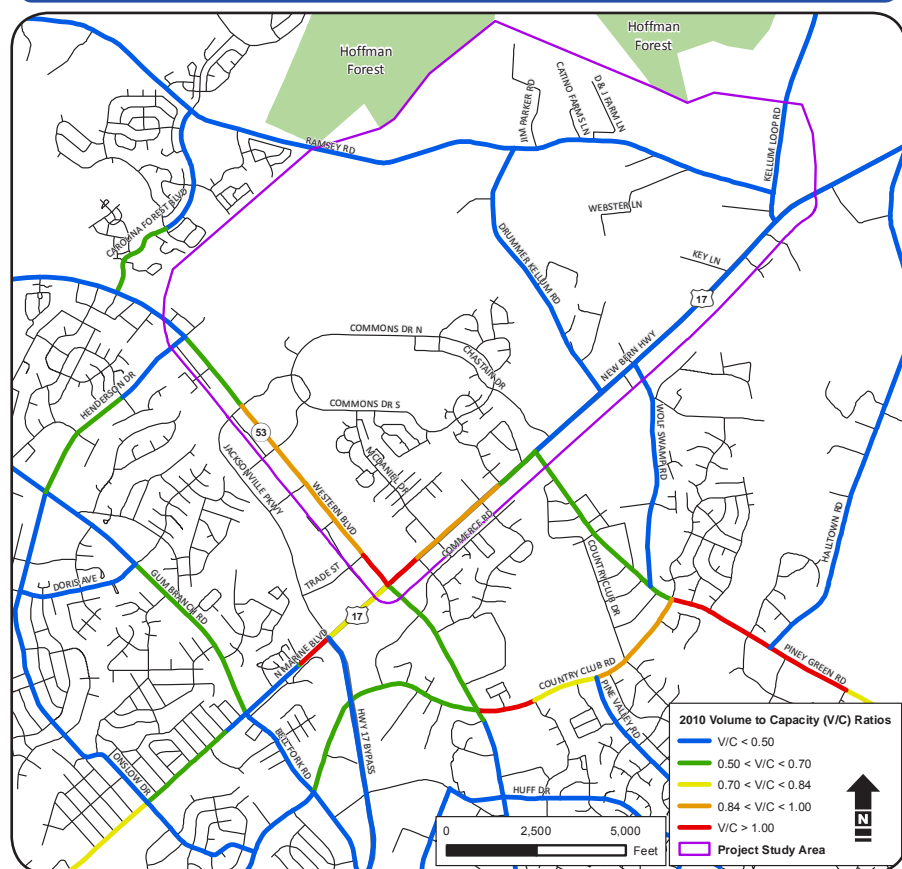 Hoffman
Forest
Hoffman
Forest
JIM PARKER RD
CATINO FARMS LN
D & J FARM LN
KELLUM LOOP RD
RAMSEY RD
WEBSTER LN
CAROLINA FOREST BLVD
DRUMMER KELLUM RD
KEY LN
17
COMMONS DR N
NEW BERN HWY
CHASTAIN DR
HENDERSON DR
COMMONS DR S
WOLF SWAMP RD
53
MCDANIEL DR
JACKSONVILLE PKWY
WESTERN BLVD
COMMERCE RD
HALLTOWN RD
COUNTRY CLUB DR
TRADE ST
DORIS AVE
GUM BRANCH RD
17
N MARINE BLVD
PINEY GREEN RD
COUNTRY CLUB RD
PINE VALLEY RD
HWY 17 BYPASS
BELL FORK RD
ONSLOW DR
HUFF DR
2010 Volume to Capacity (V/C) Ratios
V/C < 0.50
0.50 < V/C < 0.70
0.70 < V/C < 0.84
0.84 < V/C < 1.00
V/C > 1.00
Project Study Area
N
0 2,500 5,000
Feet